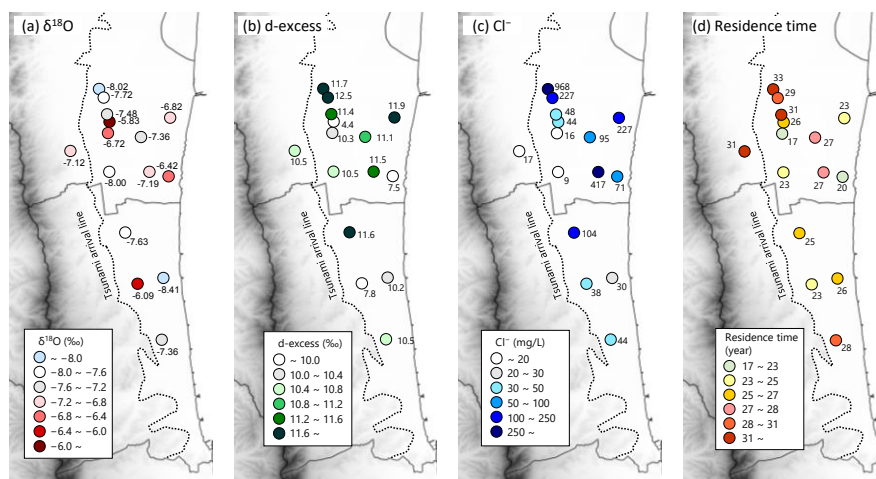 (a) δ¹⁸O
-8.02
-7.72
-7.48
-5.83
-6.72
-6.82
-7.36
-7.12
-8.00
-7.19
-6.42
Tsunami arrival line
-7.63
-6.09
-8.41
-7.36
δ¹⁸O (‰)
~ −8.0
−8.0 ~ −7.6
−7.6 ~ −7.2
−7.2 ~ −6.8
−6.8 ~ −6.4
−6.4 ~ −6.0
−6.0 ~
(b) d-excess
11.7
12.5
11.4
4.4
10.3
11.9
11.1
10.5
10.5
11.5
7.5
Tsunami arrival line
11.6
7.8
10.2
10.5
d-excess (‰)
~ 10.0
10.0 ~ 10.4
10.4 ~ 10.8
10.8 ~ 11.2
11.2 ~ 11.6
11.6 ~
(c) Cl⁻
968
227
48
44
16
227
95
17
9
417
71
Tsunami arrival line
104
38
30
44
Cl⁻ (mg/L)
~ 20
20 ~ 30
30 ~ 50
50 ~ 100
100 ~ 250
250 ~
(d) Residence time
33
29
31
26
17
23
27
31
23
27
20
Tsunami arrival line
25
23
26
28
Residence time
(year)
17 ~ 23
23 ~ 25
25 ~ 27
27 ~ 28
28 ~ 31
31 ~